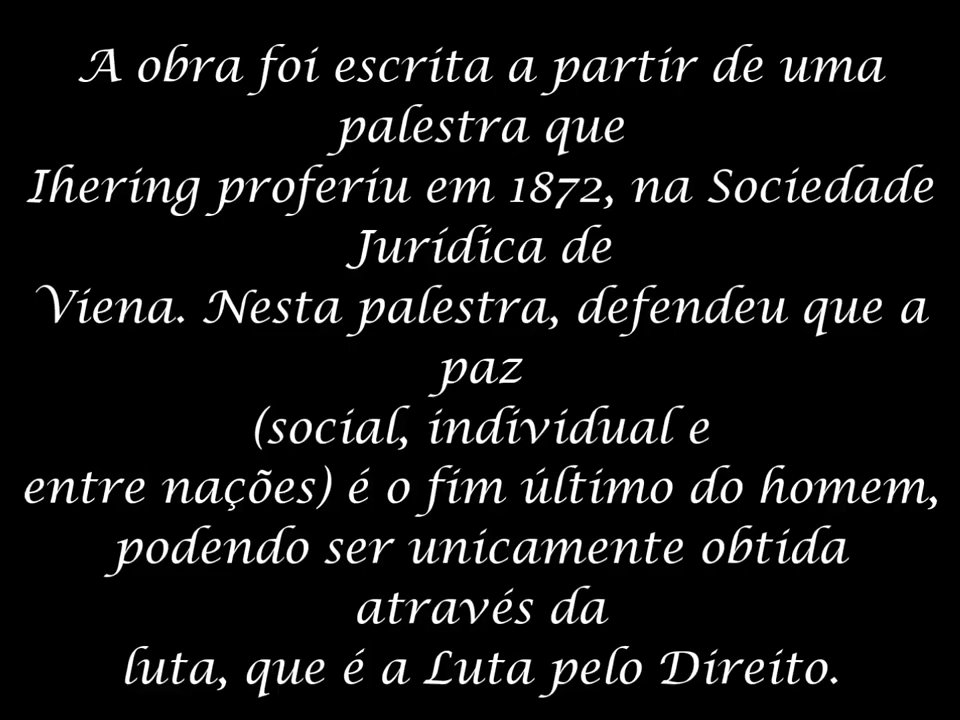 A obra foi escrita a partir de uma
palestra que
Ihering proferiu em 1872, na Sociedade
Jurídica de
Viena. Nesta palestra, defendeu que a
paz
(social, individual e
entre nações) é o fim último do homem,
podendo ser unicamente obtida
através da
luta, que é a Luta pelo Direito.